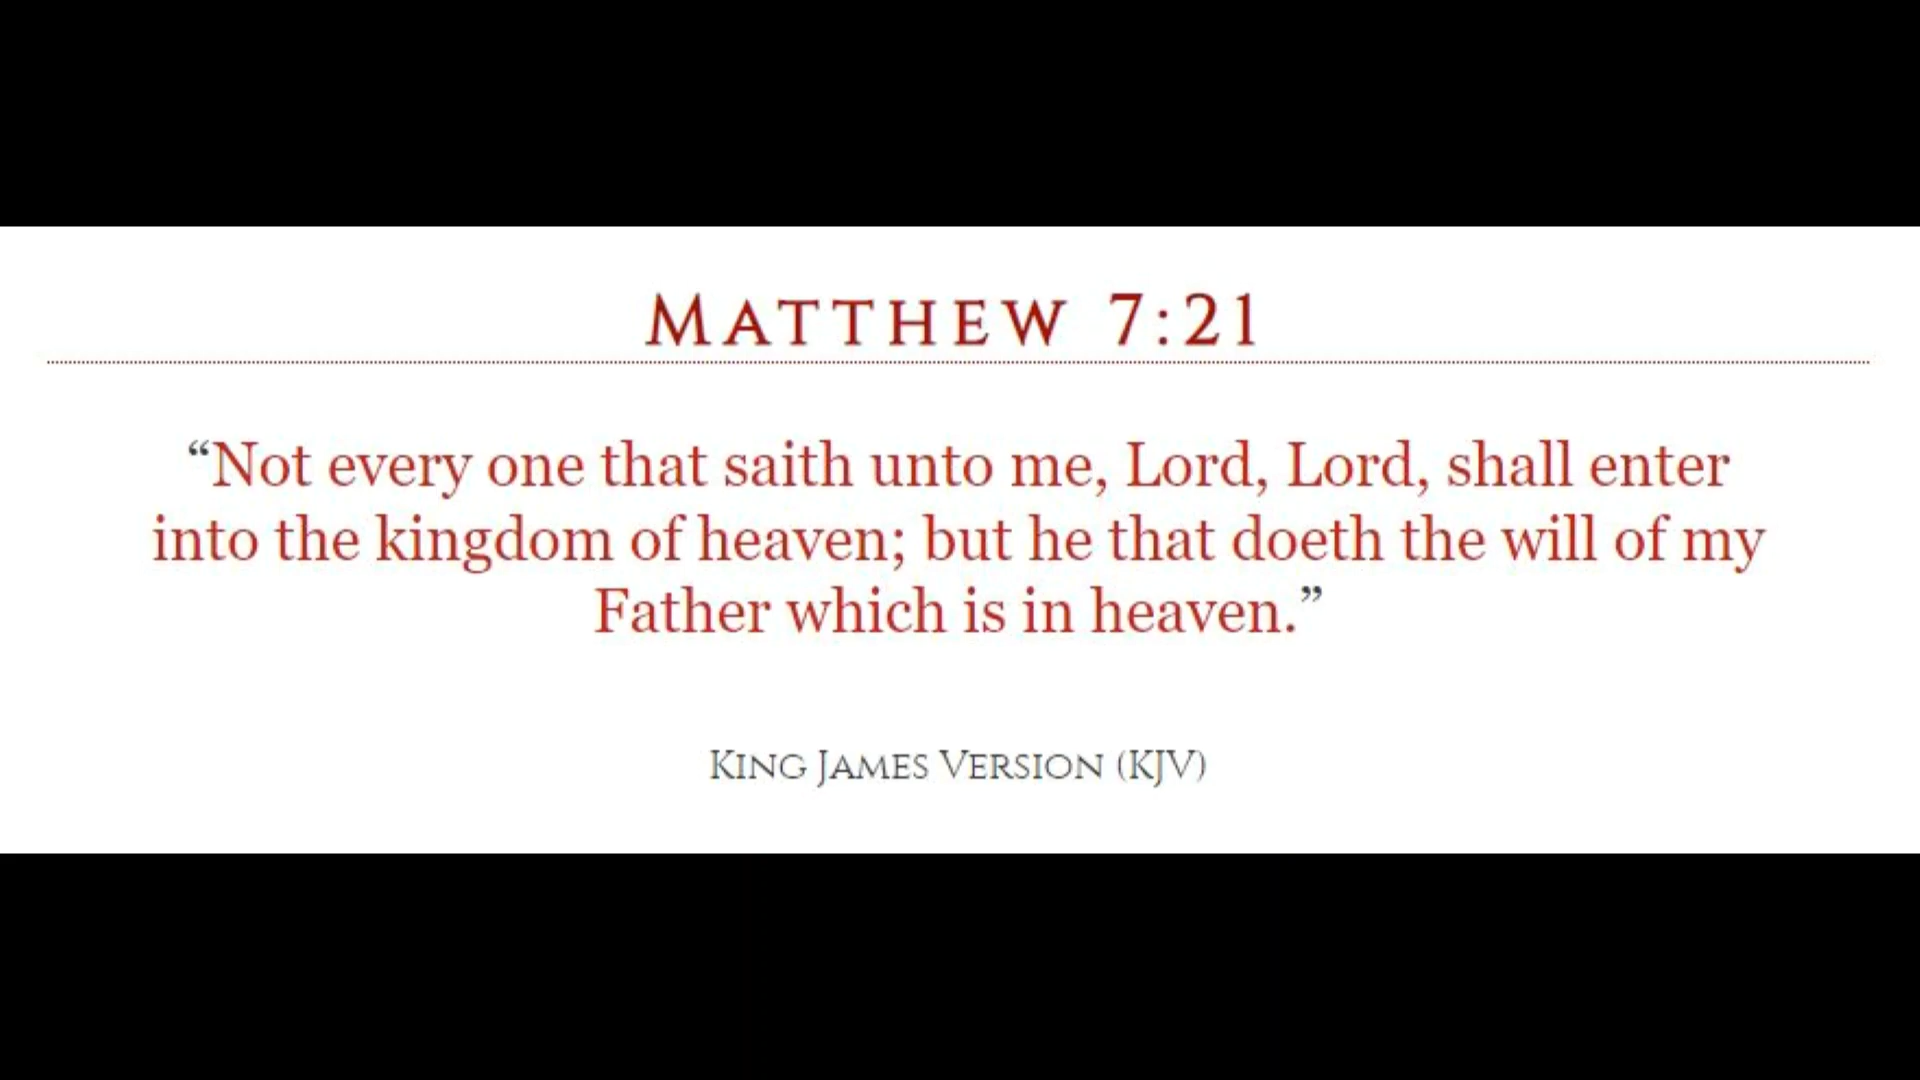 MATTHEW 7:21
“Not every one that saith unto me, Lord, Lord, shall enter
into the kingdom of heaven; but he that doeth the will of my
Father which is in heaven.”
KING JAMES VERSION (KJV)